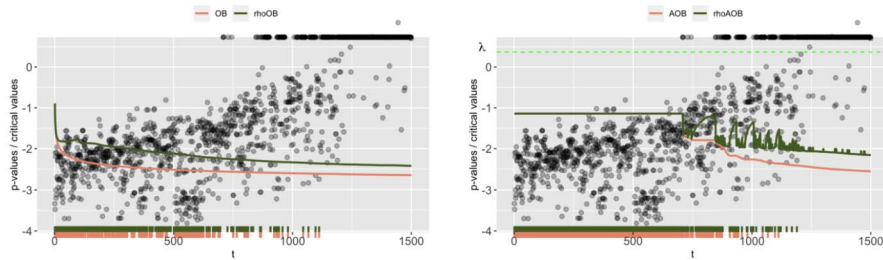 OB rhoOB
p-values / critical values
0
-1
-2
-3
-4
0 500 1000 1500
t
AOB rhoAOB
λ
p-values / critical values
0
-1
-2
-3
-4
0 500 1000 1500
t